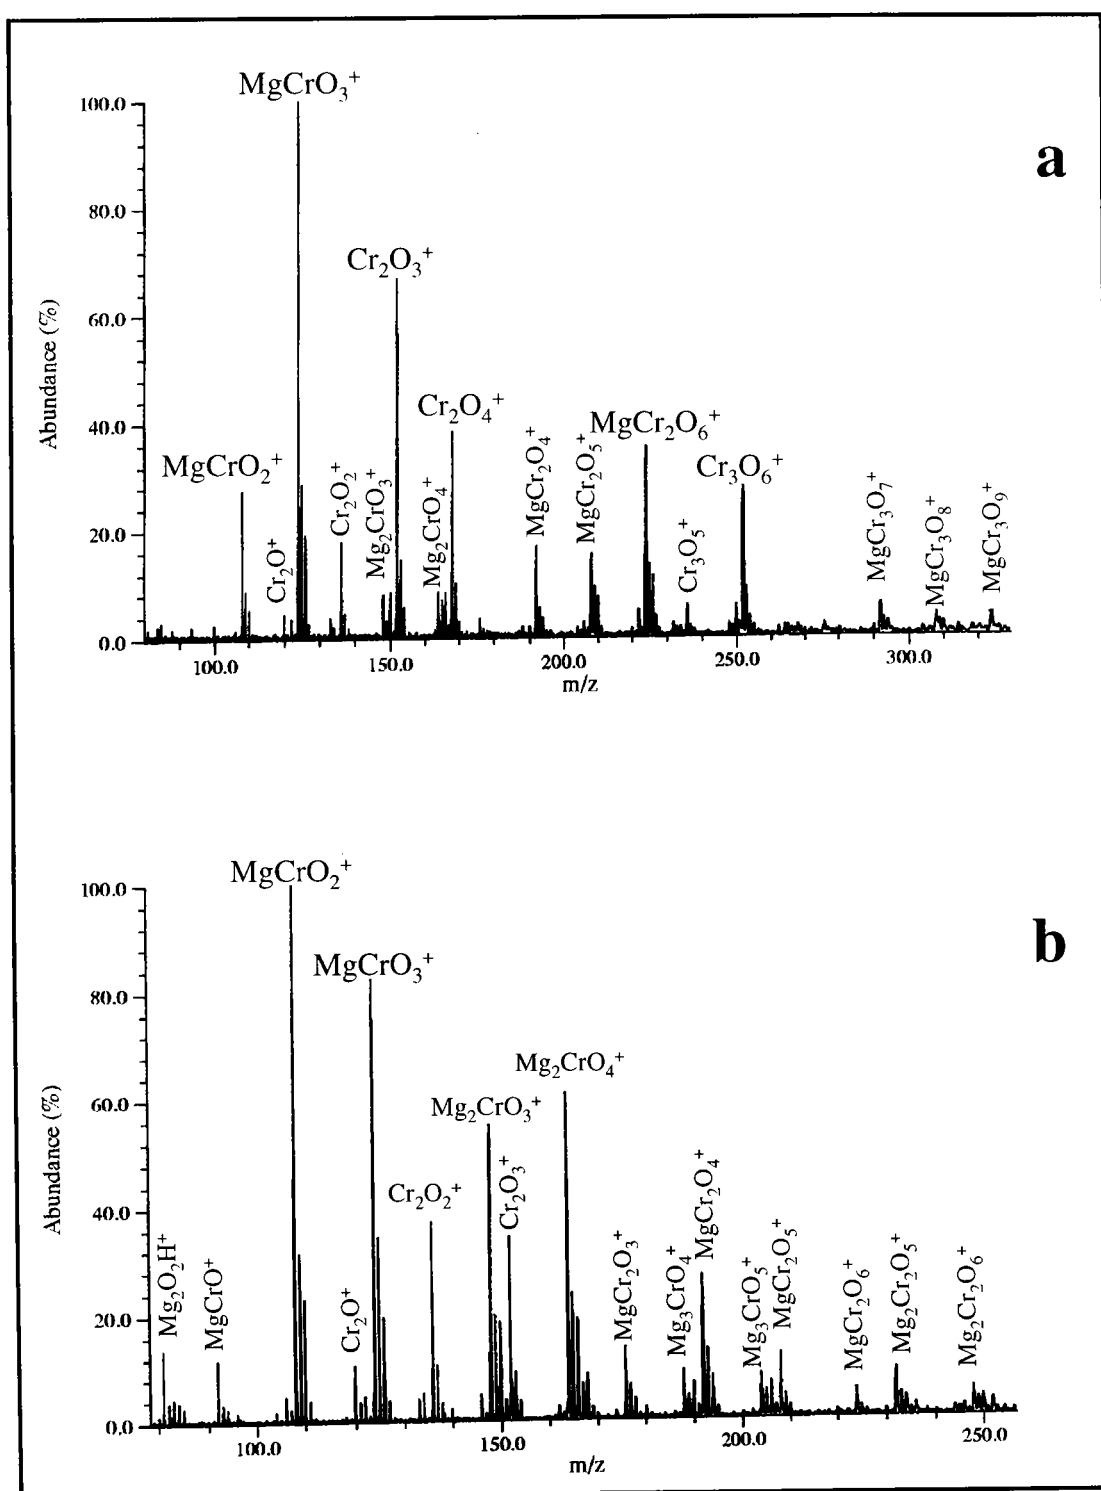 a
MgCrO₃⁺
Cr₂O₃⁺
Cr₂O₄⁺
MgCrO₂⁺
Cr₂O⁺
Cr₂O₂⁺
Mg₂CrO₃⁺
Mg₂CrO₄⁺
MgCr₂O₄⁺
MgCr₂O₅⁺
MgCr₂O₆⁺
Cr₃O₅⁺
Cr₃O₆⁺
MgCr₃O₇⁺
MgCr₃O₈⁺
MgCr₃O₉⁺
Abundance (%)
100.0
80.0
60.0
40.0
20.0
0.0
100.0 150.0 200.0 250.0 300.0
m/z
b
MgCrO₂⁺
MgCrO₃⁺
Mg₂CrO₄⁺
Mg₂CrO₃⁺
Cr₂O₂⁺
Mg₂O₂H⁺
MgCrO⁺
Cr₂O⁺
Cr₂O₃⁺
MgCr₂O₃⁺
Mg₃CrO₄⁺
MgCr₂O₄⁺
Mg₃CrO₅⁺
MgCr₂O₅⁺
MgCr₂O₆⁺
Mg₂Cr₂O₅⁺
Mg₂Cr₂O₆⁺
Abundance (%)
100.0
80.0
60.0
40.0
20.0
0.0
100.0 150.0 200.0 250.0
m/z